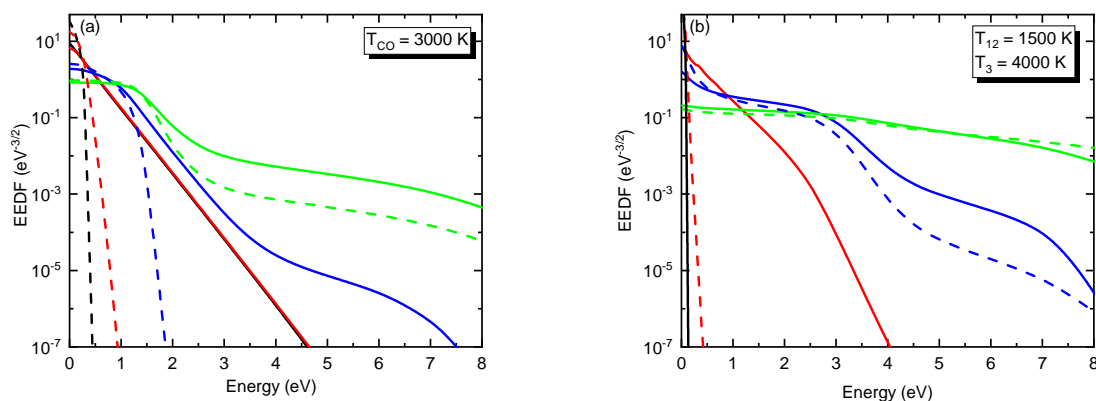 (a)
T_CO = 3000 K
10^1
10^-1
10^-3
10^-5
10^-7
EEDF (eV^-3/2)
0 1 2 3 4 5 6 7 8
Energy (eV)
(b)
T_12 = 1500 K
T_3 = 4000 K
10^1
10^-1
10^-3
10^-5
10^-7
EEDF (eV^-3/2)
0 1 2 3 4 5 6 7 8
Energy (eV)